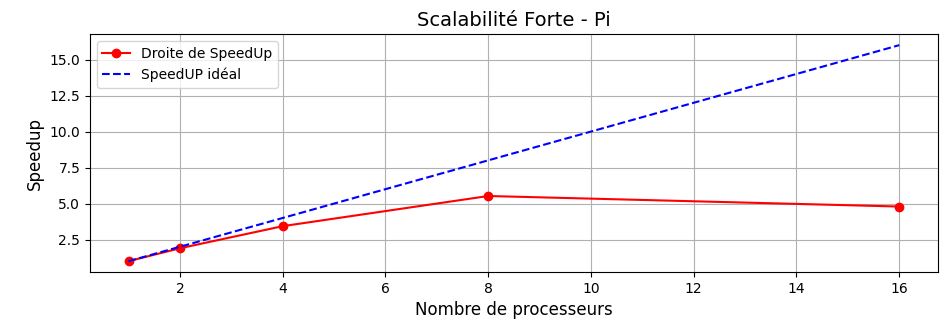 Scalabilité Forte - Pi
Droite de SpeedUp
SpeedUP idéal
Speedup
15.0
12.5
10.0
7.5
5.0
2.5
2 4 6 8 10 12 14 16
Nombre de processeurs